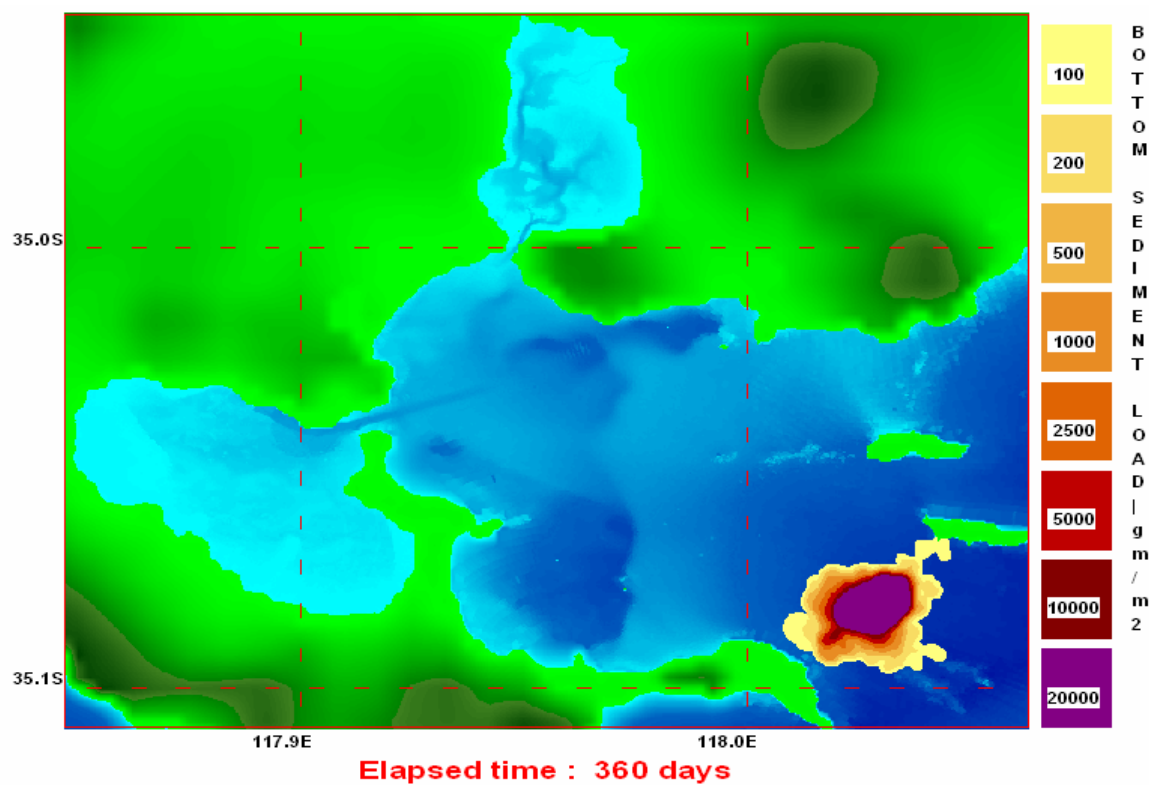 35.0S
35.1S
117.9E
118.0E
Elapsed time : 360 days
100
200
500
1000
2500
5000
10000
20000
BOTTOM SEDIMENT LOAD|gm/m2